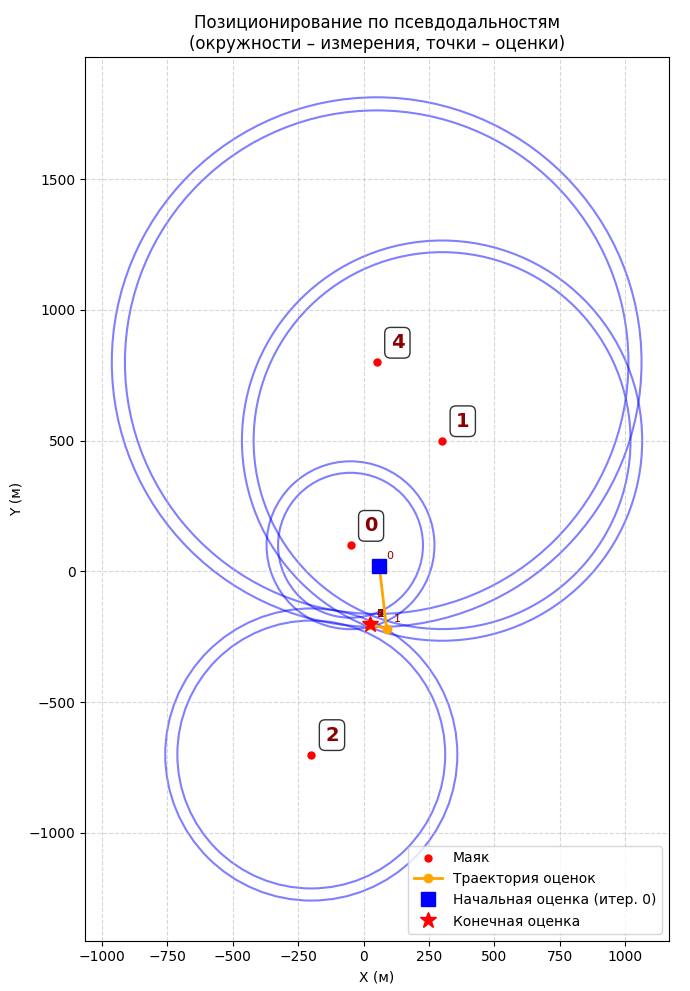 Позиционирование по псевдодальностям
(окружности – измерения, точки – оценки)
Y (м)
1500
1000
500
0
−500
−1000
4
1
0
0
1
2
−1000
−750
−500
−250
0
250
500
750
1000
X (м)
Маяк
Траектория оценок
Начальная оценка (итер. 0)
Конечная оценка